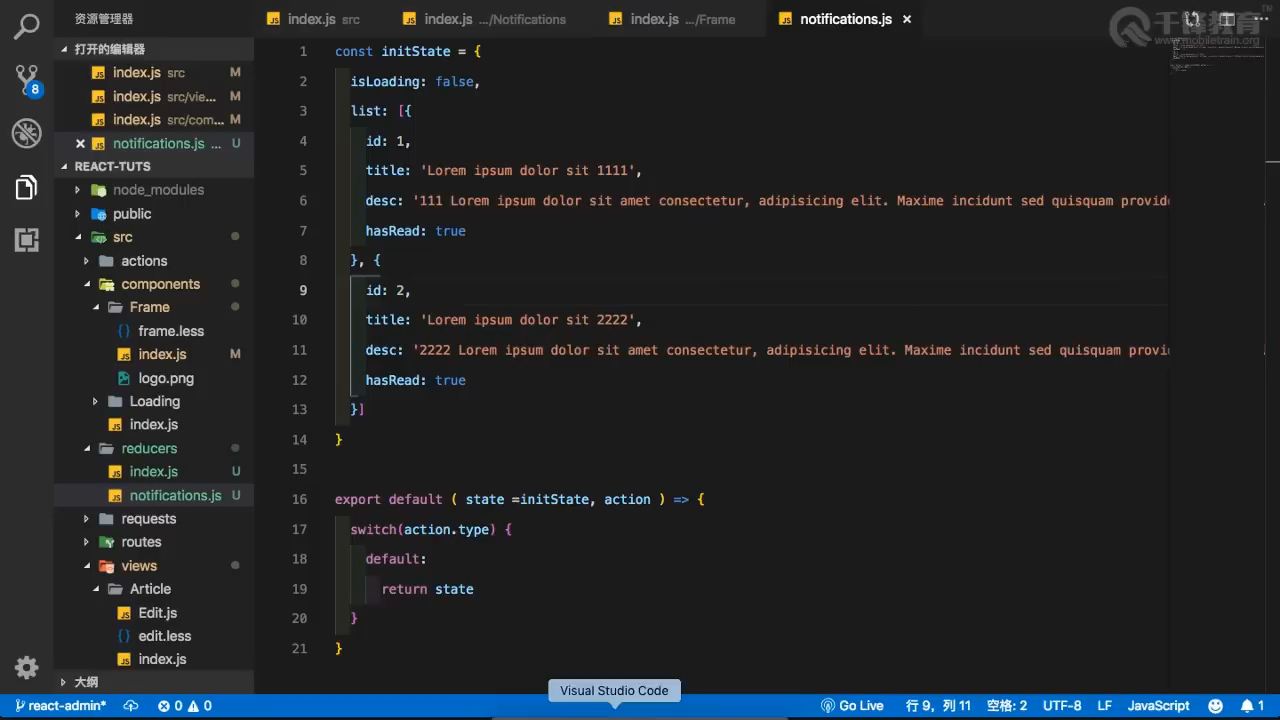 资源管理器
index.js src
index.js .../Notifications
index.js .../Frame
notifications.js
千锋教育
www.mobiletrain.org
打开的编辑器
index.js src M
index.js src/vie... M
index.js src/com... M
notifications.js ... U
REACT-TUTS
node_modules
public
src
actions
components
Frame
frame.less
index.js M
logo.png
Loading
index.js
reducers
index.js U
notifications.js U
requests
routes
views
Article
Edit.js
edit.less
index.js
大纲
8
1 const initState = {
2 isLoading: false,
3 list: [{
4 id: 1,
5 title: 'Lorem ipsum dolor sit 1111',
6 desc: '111 Lorem ipsum dolor sit amet consectetur, adipisicing elit. Maxime incidunt sed quisquam provid
7 hasRead: true
8 }, {
9 id: 2,
10 title: 'Lorem ipsum dolor sit 2222',
11 desc: '2222 Lorem ipsum dolor sit amet consectetur, adipisicing elit. Maxime incidunt sed quisquam provi
12 hasRead: true
13 }]
14 }
15
16 export default ( state =initState, action ) => {
17 switch(action.type) {
18 default:
19 return state
20 }
21 }
Visual Studio Code
react-admin* 0 0 Go Live 行 9，列 11 空格: 2 UTF-8 LF JavaScript 1